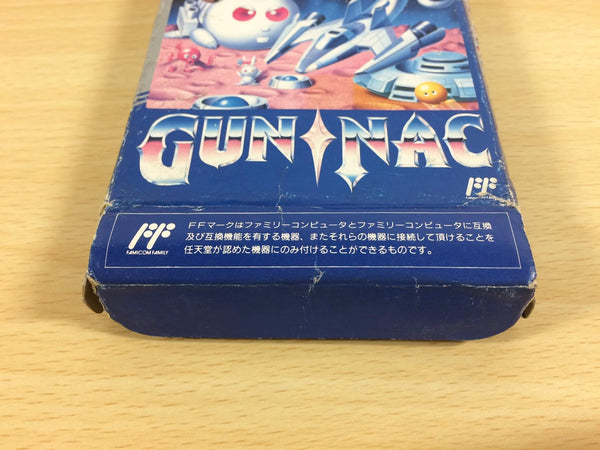 GUN NAC
FF
FF
FAMICOM FAMILY
FFマークはファミリーコンピュータとファミリーコンピュータに互換
及び互換機能を有する機器、またそれらの機器に接続して頂けることを
任天堂が認めた機器にのみ付けることができるものです。